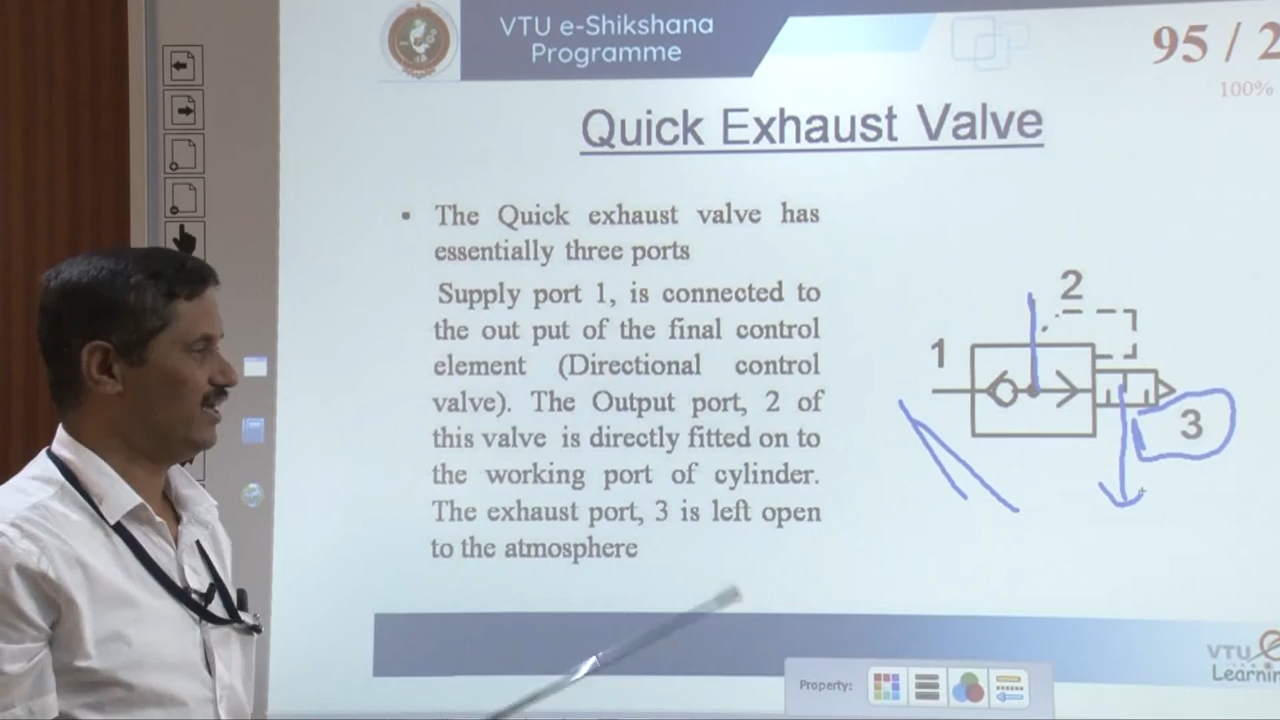 VTU e-Shikshana
Programme
95 / 2
100%
Quick Exhaust Valve
▪ The Quick exhaust valve has
essentially three ports
Supply port 1, is connected to
the out put of the final control
element (Directional control
valve). The Output port, 2 of
this valve is directly fitted on to
the working port of cylinder.
The exhaust port, 3 is left open
to the atmosphere
2
1
3
VTU
Learning
Property: